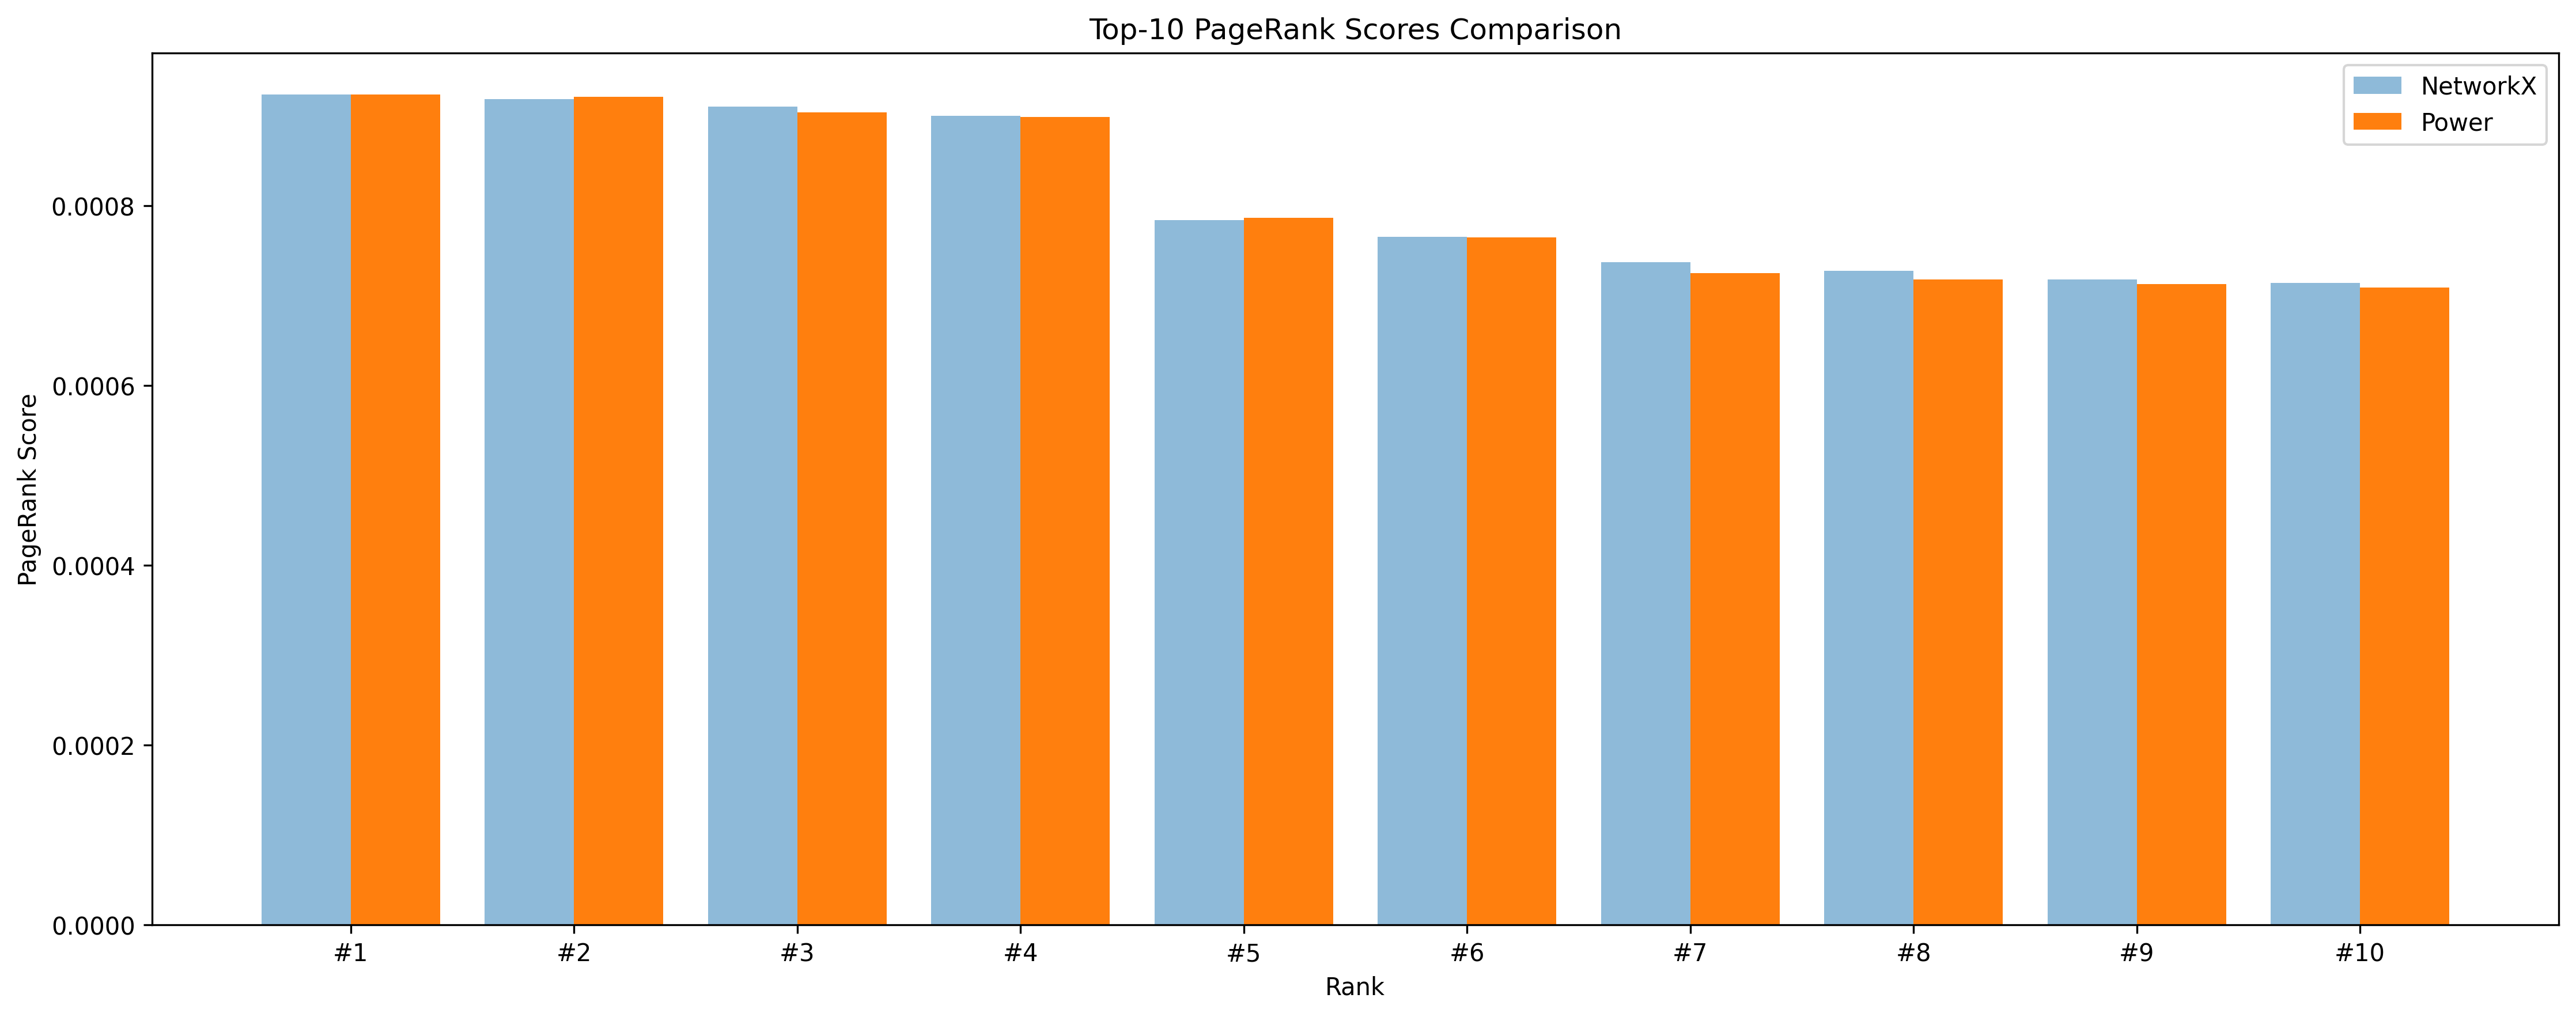 Top-10 PageRank Scores Comparison
NetworkX
Power
PageRank Score
0.0008
0.0006
0.0004
0.0002
0.0000
#1 #2 #3 #4 #5 #6 #7 #8 #9 #10
Rank